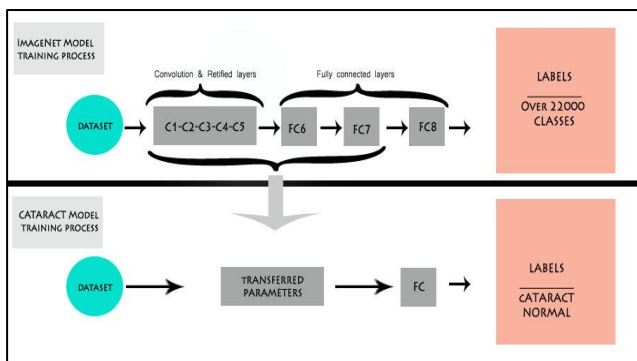 IMAGENET MODEL
TRAINING PROCESS
Convolution & Retified layers
Fully connected layers
DATASET
C1-C2-C3-C4-C5
FC6
FC7
FC8
LABELS
OVER 22000
CLASSES
CATARACT MODEL
TRAINING PROCESS
DATASET
TRANSFERRED
PARAMETERS
FC
LABELS
CATARACT
NORMAL